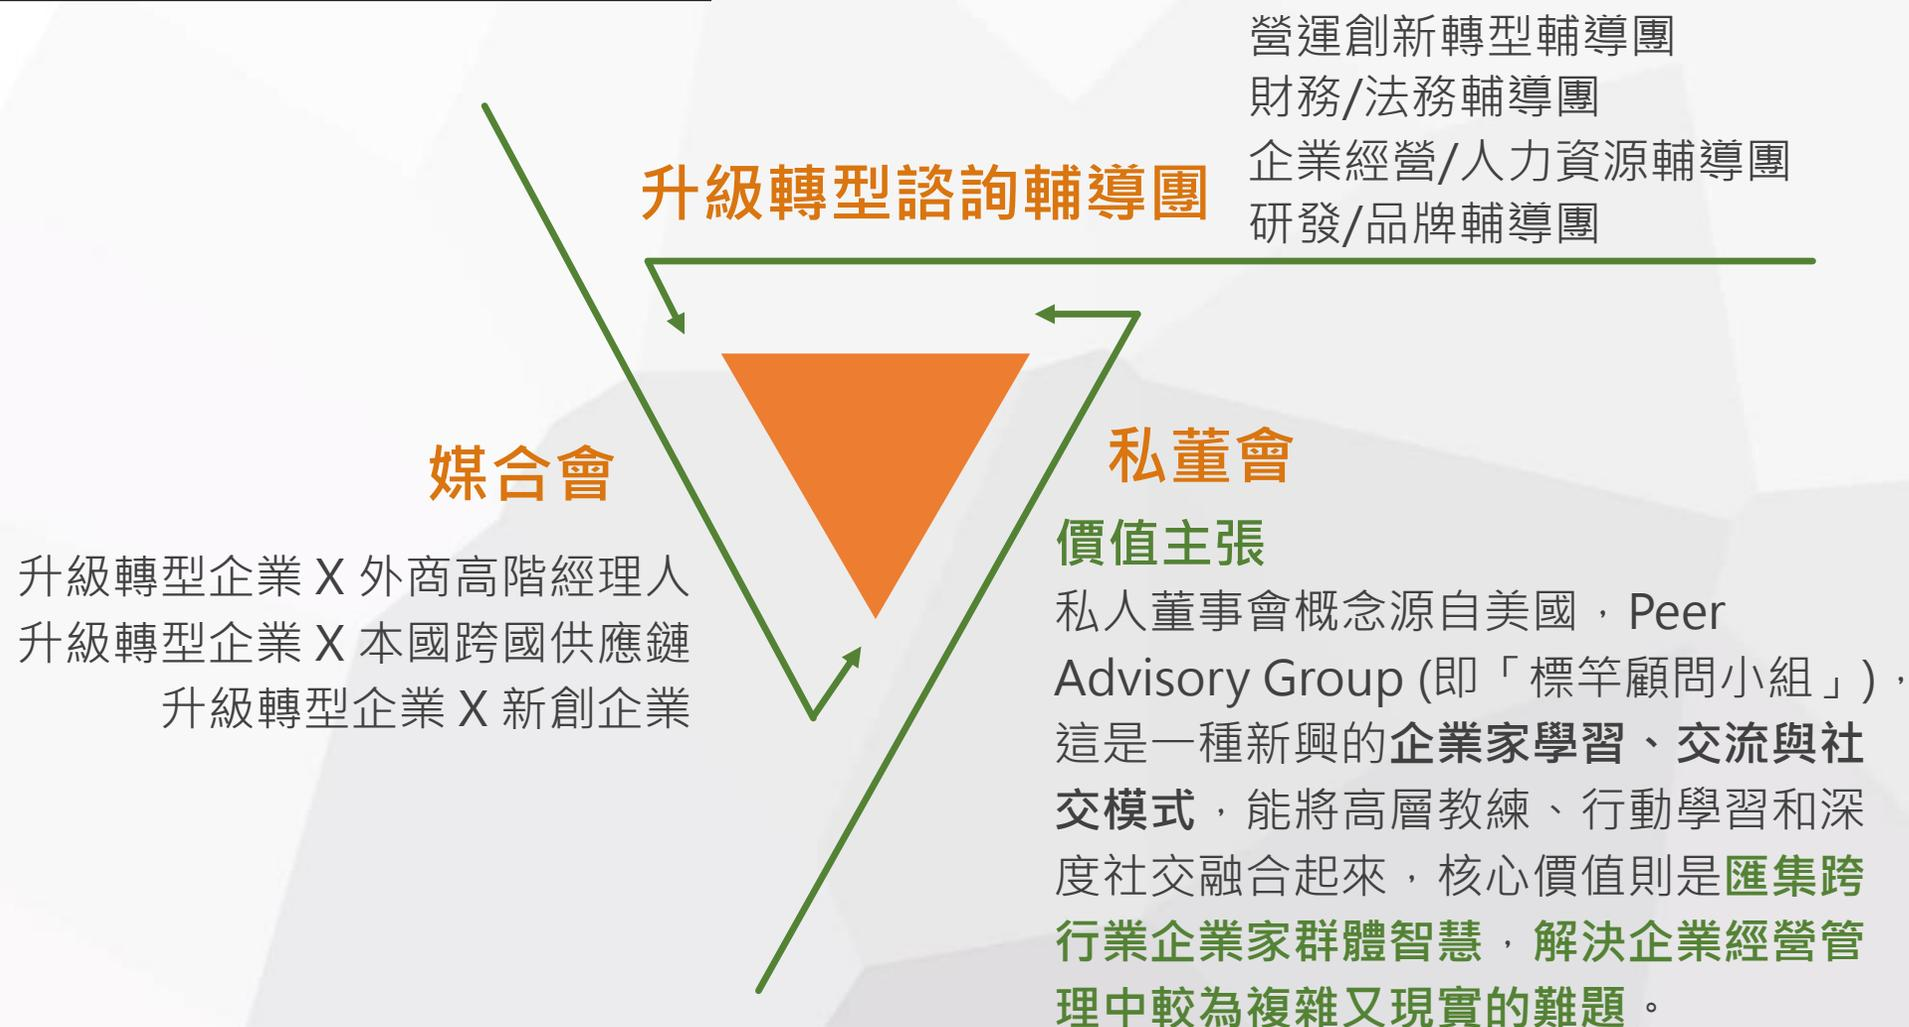 營運創新轉型輔導團
財務/法務輔導團
企業經營/人力資源輔導團
研發/品牌輔導團
升級轉型諮詢輔導團
媒合會
升級轉型企業 X 外商高階經理人
升級轉型企業 X 本國跨國供應鏈
升級轉型企業 X 新創企業
私董會
價值主張
私人董事會概念源自美國，Peer
Advisory Group (即「標竿顧問小組」)，
這是一種新興的企業家學習、交流與社
交模式，能將高層教練、行動學習和深
度社交融合起來，核心價值則是匯集跨
行業企業家群體智慧，解決企業經營管
理中較為複雜又現實的難題。